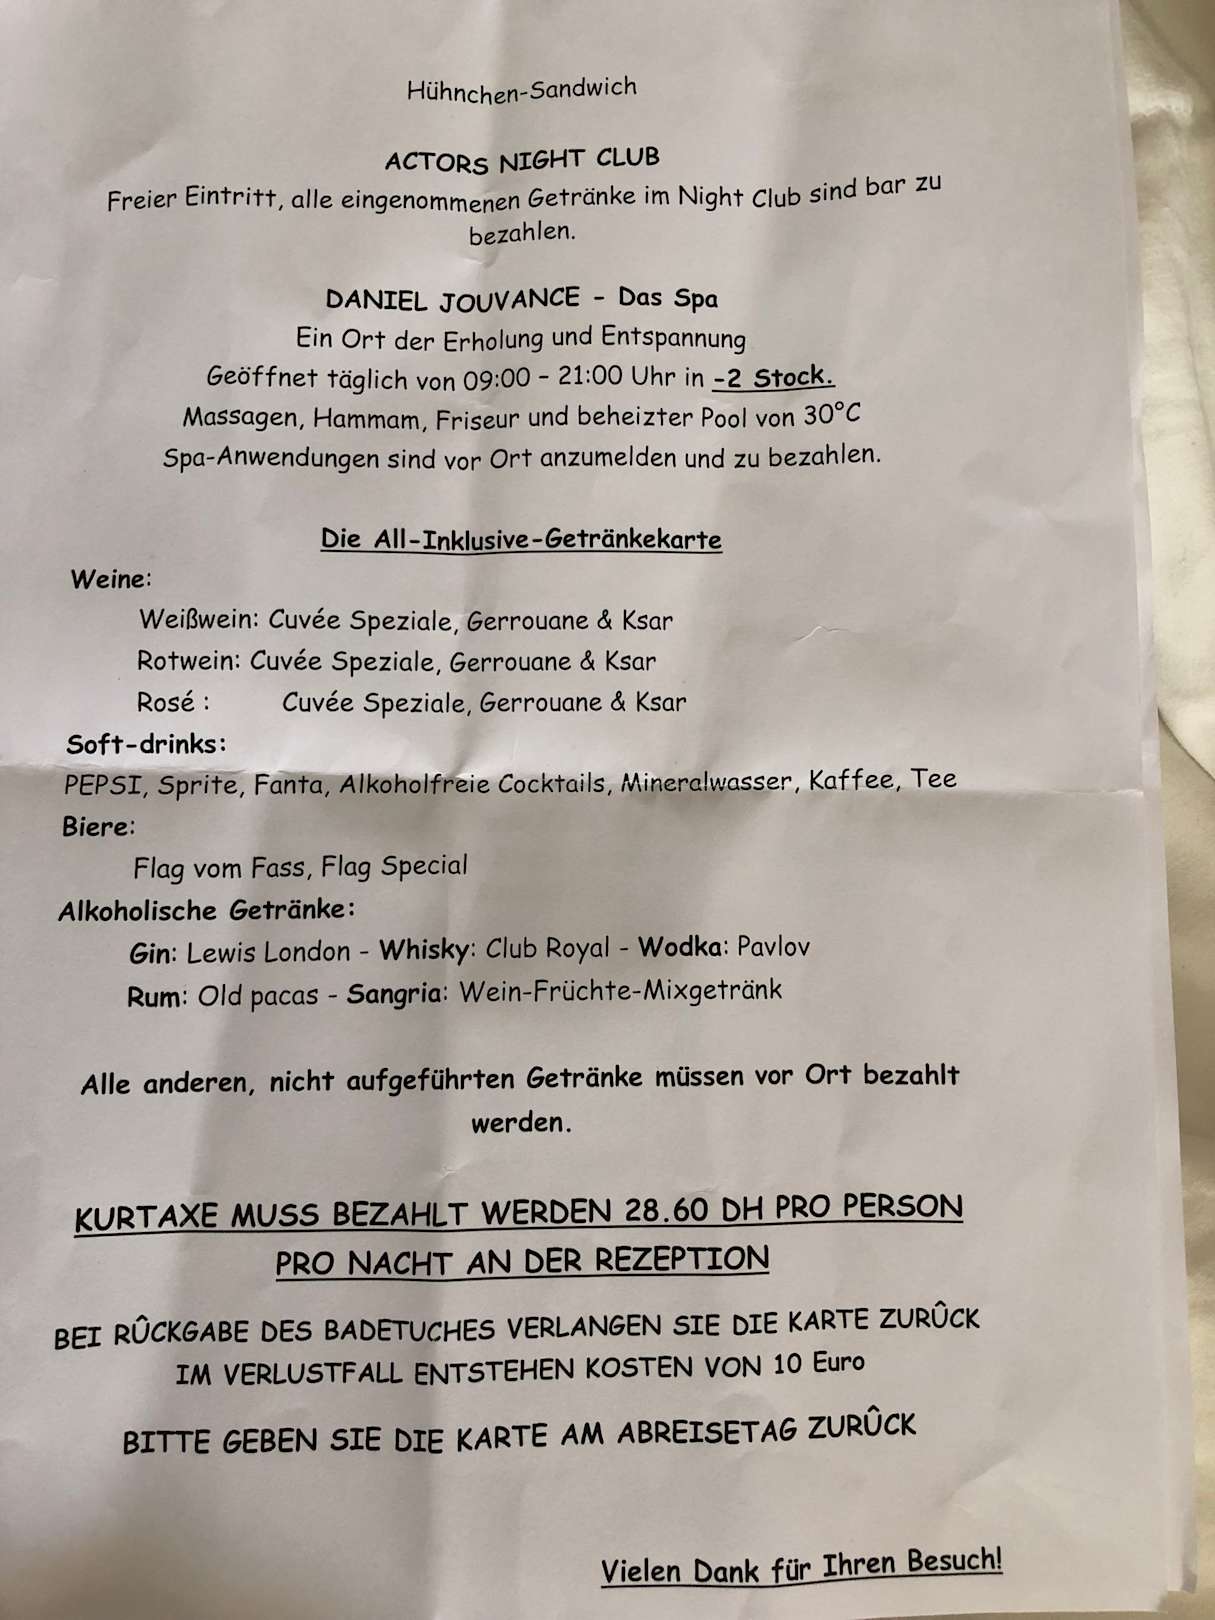 Hühnchen-Sandwich
ACTORS NIGHT CLUB
Freier Eintritt, alle eingenommenen Getränke im Night Club sind bar zu
bezahlen.
DANIEL JOUVANCE - Das Spa
Ein Ort der Erholung und Entspannung
Geöffnet täglich von 09:00 - 21:00 Uhr in -2 Stock.
Massagen, Hammam, Friseur und beheizter Pool von 30°C
Spa-Anwendungen sind vor Ort anzumelden und zu bezahlen.
Die All-Inklusive-Getränkekarte
Weine:
Weißwein: Cuvée Speziale, Gerrouane & Ksar
Rotwein: Cuvée Speziale, Gerrouane & Ksar
Rosé : Cuvée Speziale, Gerrouane & Ksar
Soft-drinks:
PEPSI, Sprite, Fanta, Alkoholfreie Cocktails, Mineralwasser, Kaffee, Tee
Biere:
Flag vom Fass, Flag Special
Alkoholische Getränke:
Gin: Lewis London - Whisky: Club Royal - Wodka: Pavlov
Rum: Old pacas - Sangria: Wein-Früchte-Mixgetränk
Alle anderen, nicht aufgeführten Getränke müssen vor Ort bezahlt
werden.
KURTAXE MUSS BEZAHLT WERDEN 28.60 DH PRO PERSON
PRO NACHT AN DER REZEPTION
BEI RÛCKGABE DES BADETUCHES VERLANGEN SIE DIE KARTE ZURÛCK
IM VERLUSTFALL ENTSTEHEN KOSTEN VON 10 Euro
BITTE GEBEN SIE DIE KARTE AM ABREISETAG ZURÛCK
Vielen Dank für Ihren Besuch!